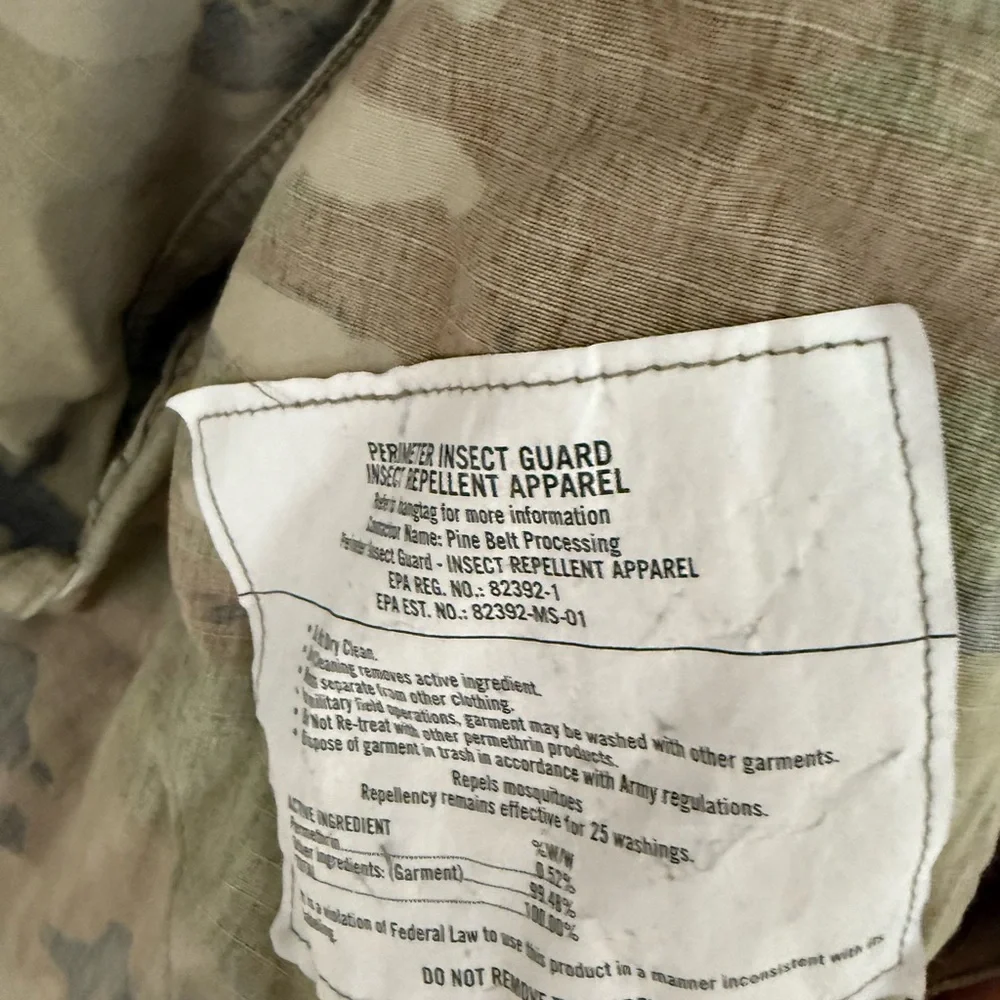 PERIMETER INSECT GUARD
INSECT REPELLENT APPAREL
Refer to hangtag for more information
Contractor Name: Pine Belt Processing
Perimeter Insect Guard - INSECT REPELLENT APPAREL
EPA REG. NO.: 82392-1
EPA EST. NO.: 82392-MS-01
Dry Clean.
Cleaning removes active ingredient.
separate from other clothing.
military field operations, garment may be washed with other garments.
Not Re-treat with other permethrin products.
Dispose of garment in trash in accordance with Army regulations.
Repels mosquitoes
Repellency remains effective for 25 washings.
ACTIVE INGREDIENT %W/W
Permethrin 0.52%
Other Ingredients: (Garment) 99.48%
100.00%
It is a violation of Federal Law to use this product in a manner inconsistent with its
labeling.
DO NOT REMOVE